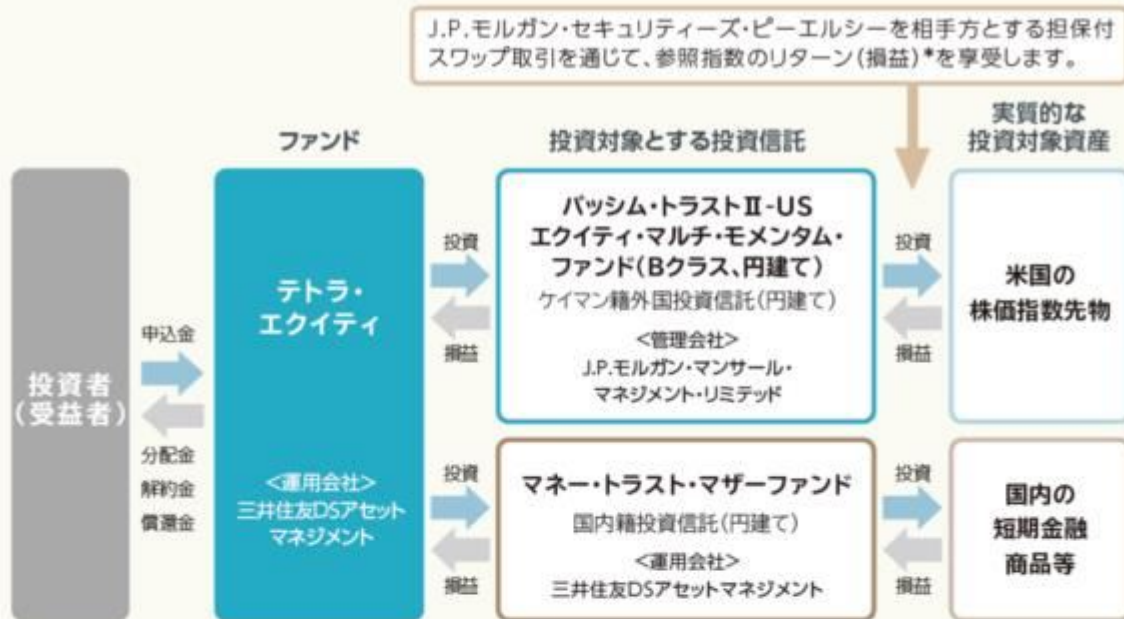 J.P.モルガン・セキュリティーズ・ピーエルシーを相手方とする担保付
スワップ取引を通じて、参照指数のリターン(損益)*を享受します。
ファンド
投資対象とする投資信託
実質的な
投資対象資産
投資者
(受益者)
申込金
分配金
解約金
償還金
テトラ・
エクイティ
<運用会社>
三井住友DSアセット
マネジメント
投資
損益
バッシム・トラストⅡ-US
エクイティ・マルチ・モメンタム・
ファンド(Bクラス、円建て)
ケイマン籍外国投資信託(円建て)
<管理会社>
J.P.モルガン・マンサール・
マネジメント・リミテッド
投資
損益
米国の
株価指数先物
投資
損益
マネー・トラスト・マザーファンド
国内籍投資信託(円建て)
<運用会社>
三井住友DSアセットマネジメント
投資
損益
国内の
短期金融
商品等